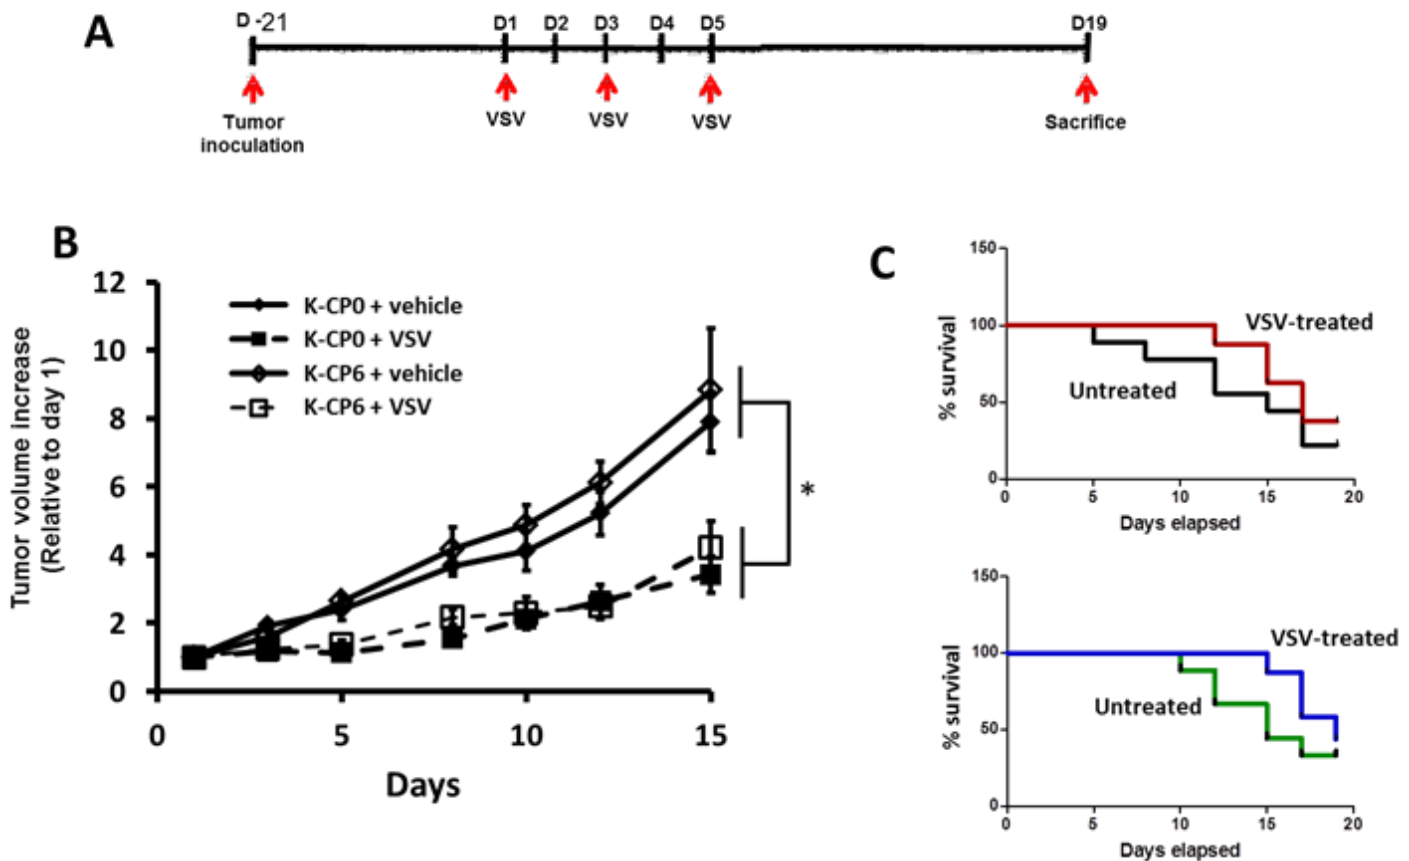 A
D -21
D1
D2
D3
D4
D5
D19
Tumor
inoculation
VSV
VSV
VSV
Sacrifice
B
Tumor volume increase
(Relative to day 1)
12
10
8
6
4
2
0
K-CP0 + vehicle
K-CP0 + VSV
K-CP6 + vehicle
K-CP6 + VSV
*
0
5
10
15
Days
C
% survival
150
100
50
0
VSV-treated
Untreated
0
5
10
15
20
Days elapsed
% survival
150
100
50
0
VSV-treated
Untreated
0
5
10
15
20
Days elapsed